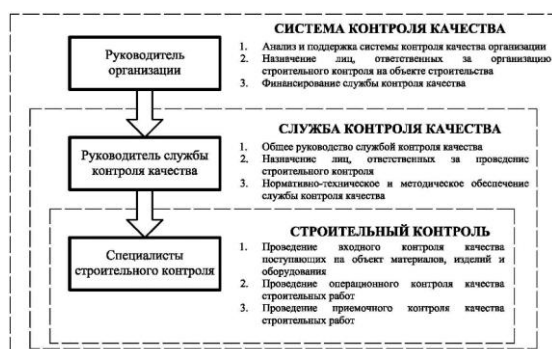 СИСТЕМА КОНТРОЛЯ КАЧЕСТВА
Руководитель
организации
1. Анализ и поддержка системы контроля качества организации
2. Назначение лиц, ответственных за организацию
строительного контроля на объекте строительства
3. Финансирование службы контроля качества
СЛУЖБА КОНТРОЛЯ КАЧЕСТВА
Руководитель службы
контроля качества
1. Общее руководство службой контроля качества
2. Назначение лиц, ответственных за проведение
строительного контроля
3. Нормативно-техническое и методическое обеспечение
службы контроля качества
СТРОИТЕЛЬНЫЙ КОНТРОЛЬ
Специалисты
строительного контроля
1. Проведение входного контроля качества
поступающих на объект материалов, изделий и
оборудования
2. Проведение операционного контроля качества
строительных работ
3. Проведение приемочного контроля качества
строительных работ